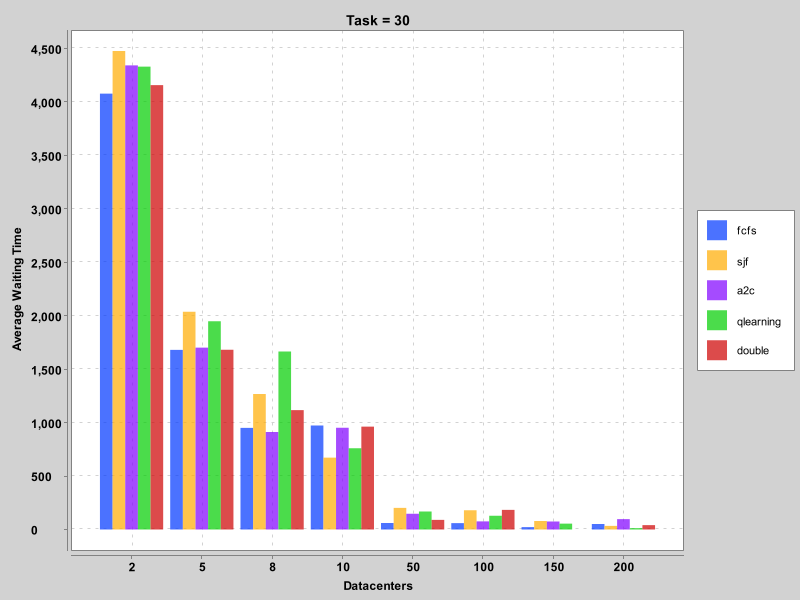 Task = 30
Average Waiting Time
4,500
4,000
3,500
3,000
2,500
2,000
1,500
1,000
500
0
2 5 8 10 50 100 150 200
Datacenters
fcfs
sjf
a2c
qlearning
double